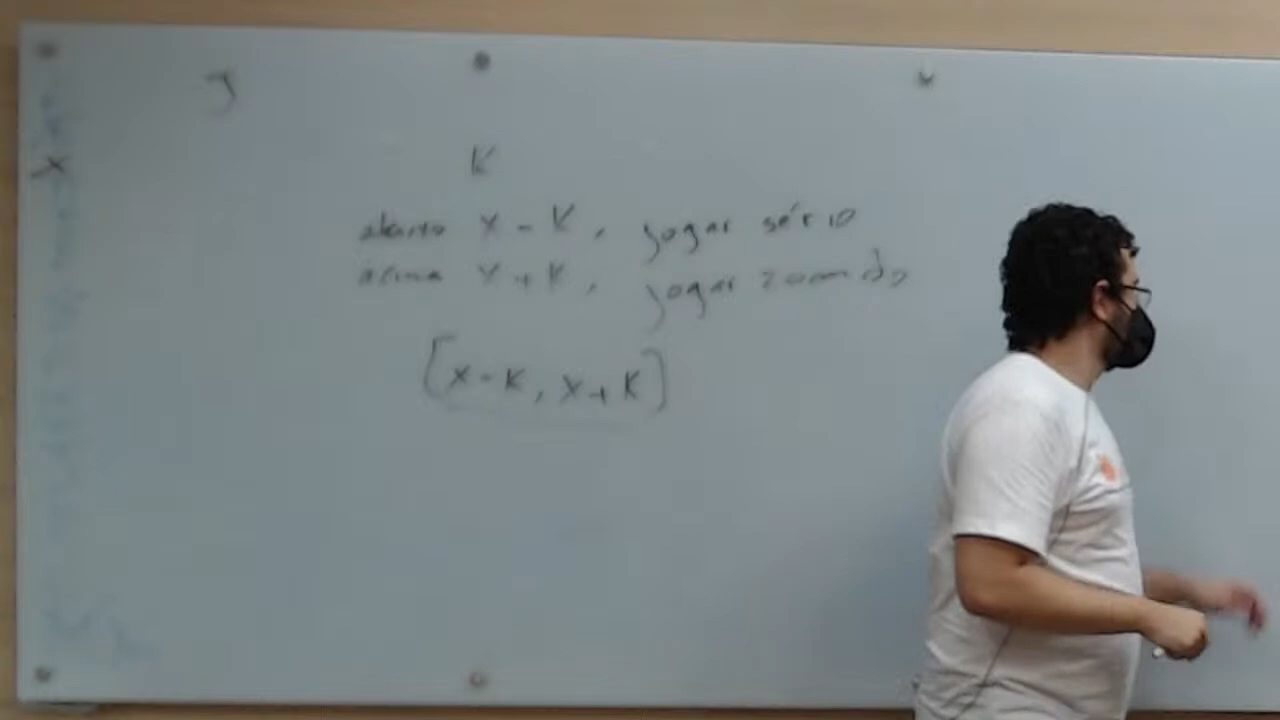 J
X
K
abaixo X - K, jogar sério
acima X + K, jogar zoando
[X - K, X + K]